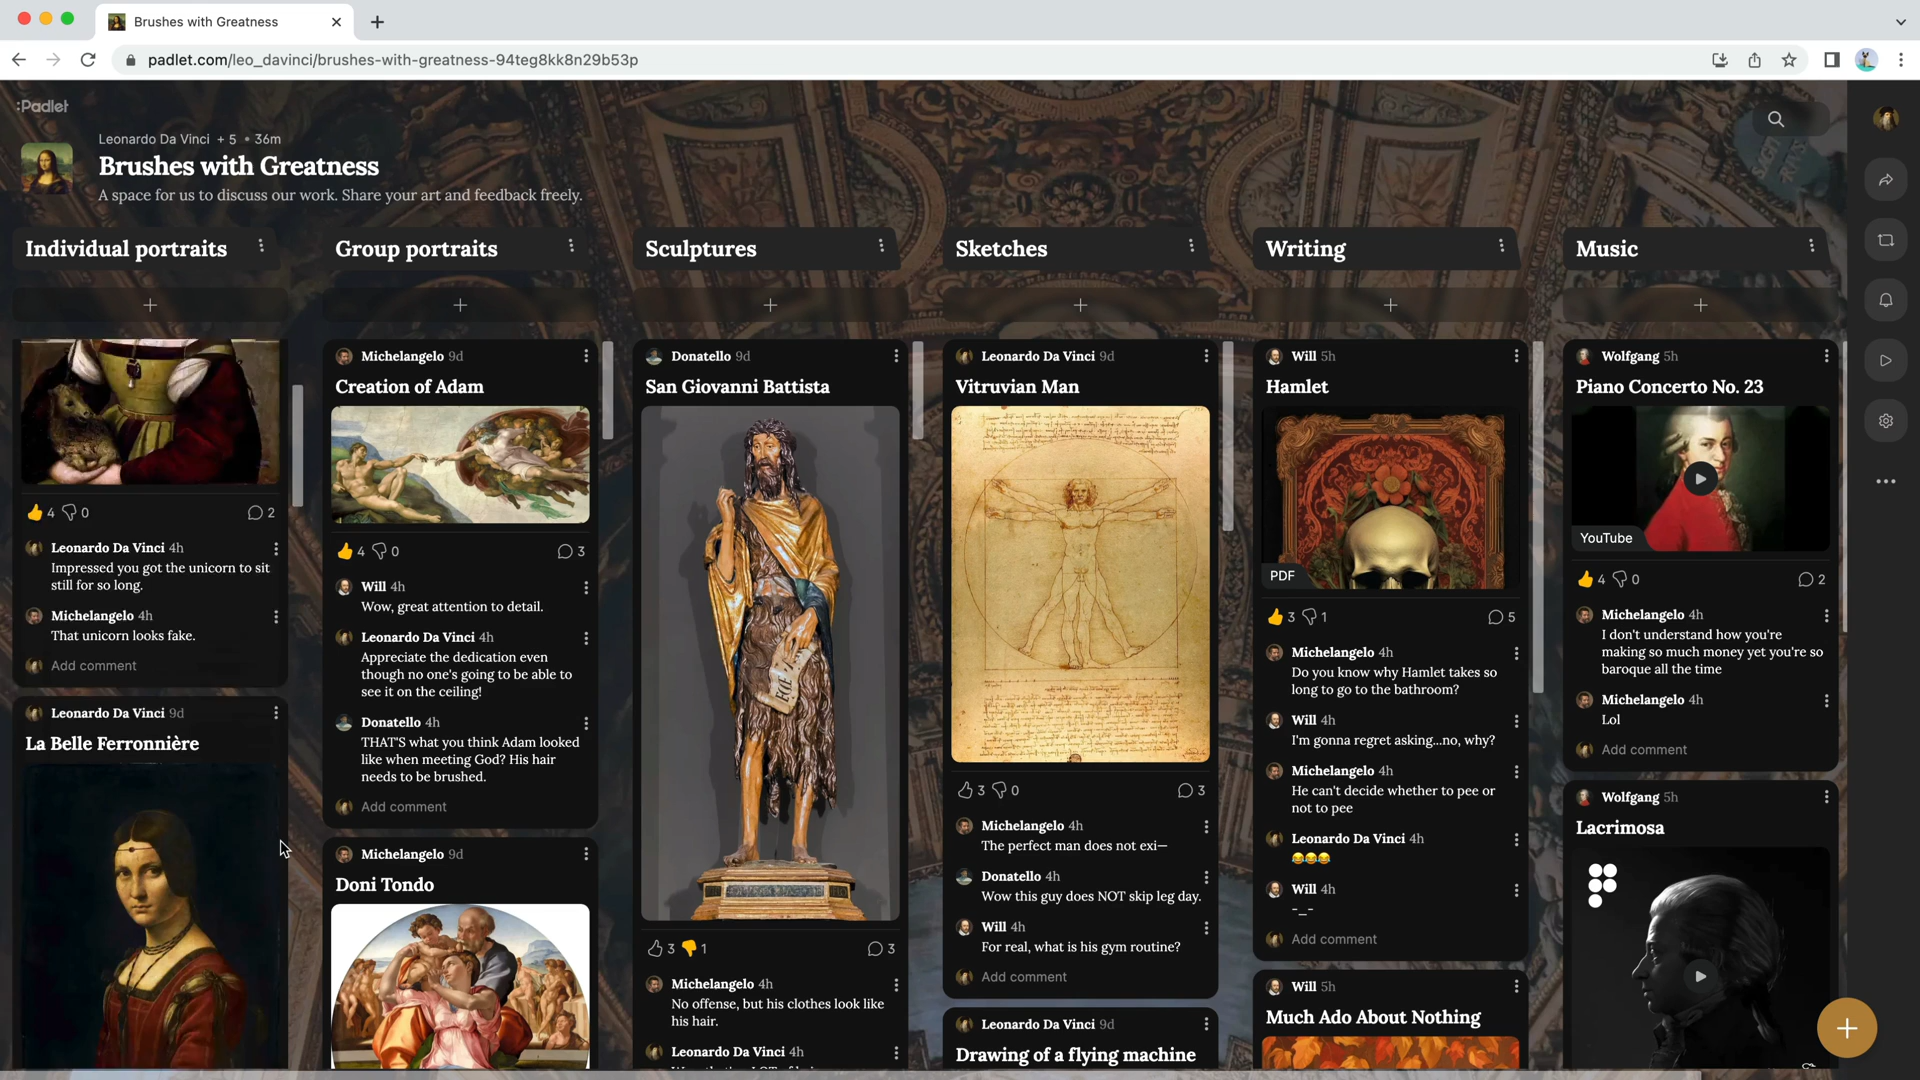 Brushes with Greatness
padlet.com/leo_davinci/brushes-with-greatness-94teg8kk8n29b53p
:Padlet
Leonardo Da Vinci + 5 • 36m
Brushes with Greatness
A space for us to discuss our work. Share your art and feedback freely.
Individual portraits
4 0 2
Leonardo Da Vinci 4h
Impressed you got the unicorn to sit
still for so long.
Michelangelo 4h
That unicorn looks fake.
Add comment
Leonardo Da Vinci 9d
La Belle Ferronnière
Group portraits
Michelangelo 9d
Creation of Adam
4 0 3
Will 4h
Wow, great attention to detail.
Leonardo Da Vinci 4h
Appreciate the dedication even
though no one's going to be able to
see it on the ceiling!
Donatello 4h
THAT'S what you think Adam looked
like when meeting God? His hair
needs to be brushed.
Add comment
Michelangelo 9d
Doni Tondo
Sculptures
Donatello 9d
San Giovanni Battista
3 1 3
Michelangelo 4h
No offense, but his clothes look like
his hair.
Leonardo Da Vinci 4h
Sketches
Leonardo Da Vinci 9d
Vitruvian Man
3 0 3
Michelangelo 4h
The perfect man does not exi—
Donatello 4h
Wow this guy does NOT skip leg day.
Will 4h
For real, what is his gym routine?
Add comment
Leonardo Da Vinci 9d
Drawing of a flying machine
Writing
Will 5h
Hamlet
PDF
3 1 5
Michelangelo 4h
Do you know why Hamlet takes so
long to go to the bathroom?
Will 4h
I'm gonna regret asking...no, why?
Michelangelo 4h
He can't decide whether to pee or
not to pee
Leonardo Da Vinci 4h
😂😂😂
Will 4h
-_-
Add comment
Will 5h
Much Ado About Nothing
Music
Wolfgang 5h
Piano Concerto No. 23
YouTube
4 0 2
Michelangelo 4h
I don't understand how you're
making so much money yet you're so
baroque all the time
Michelangelo 4h
Lol
Add comment
Wolfgang 5h
Lacrimosa